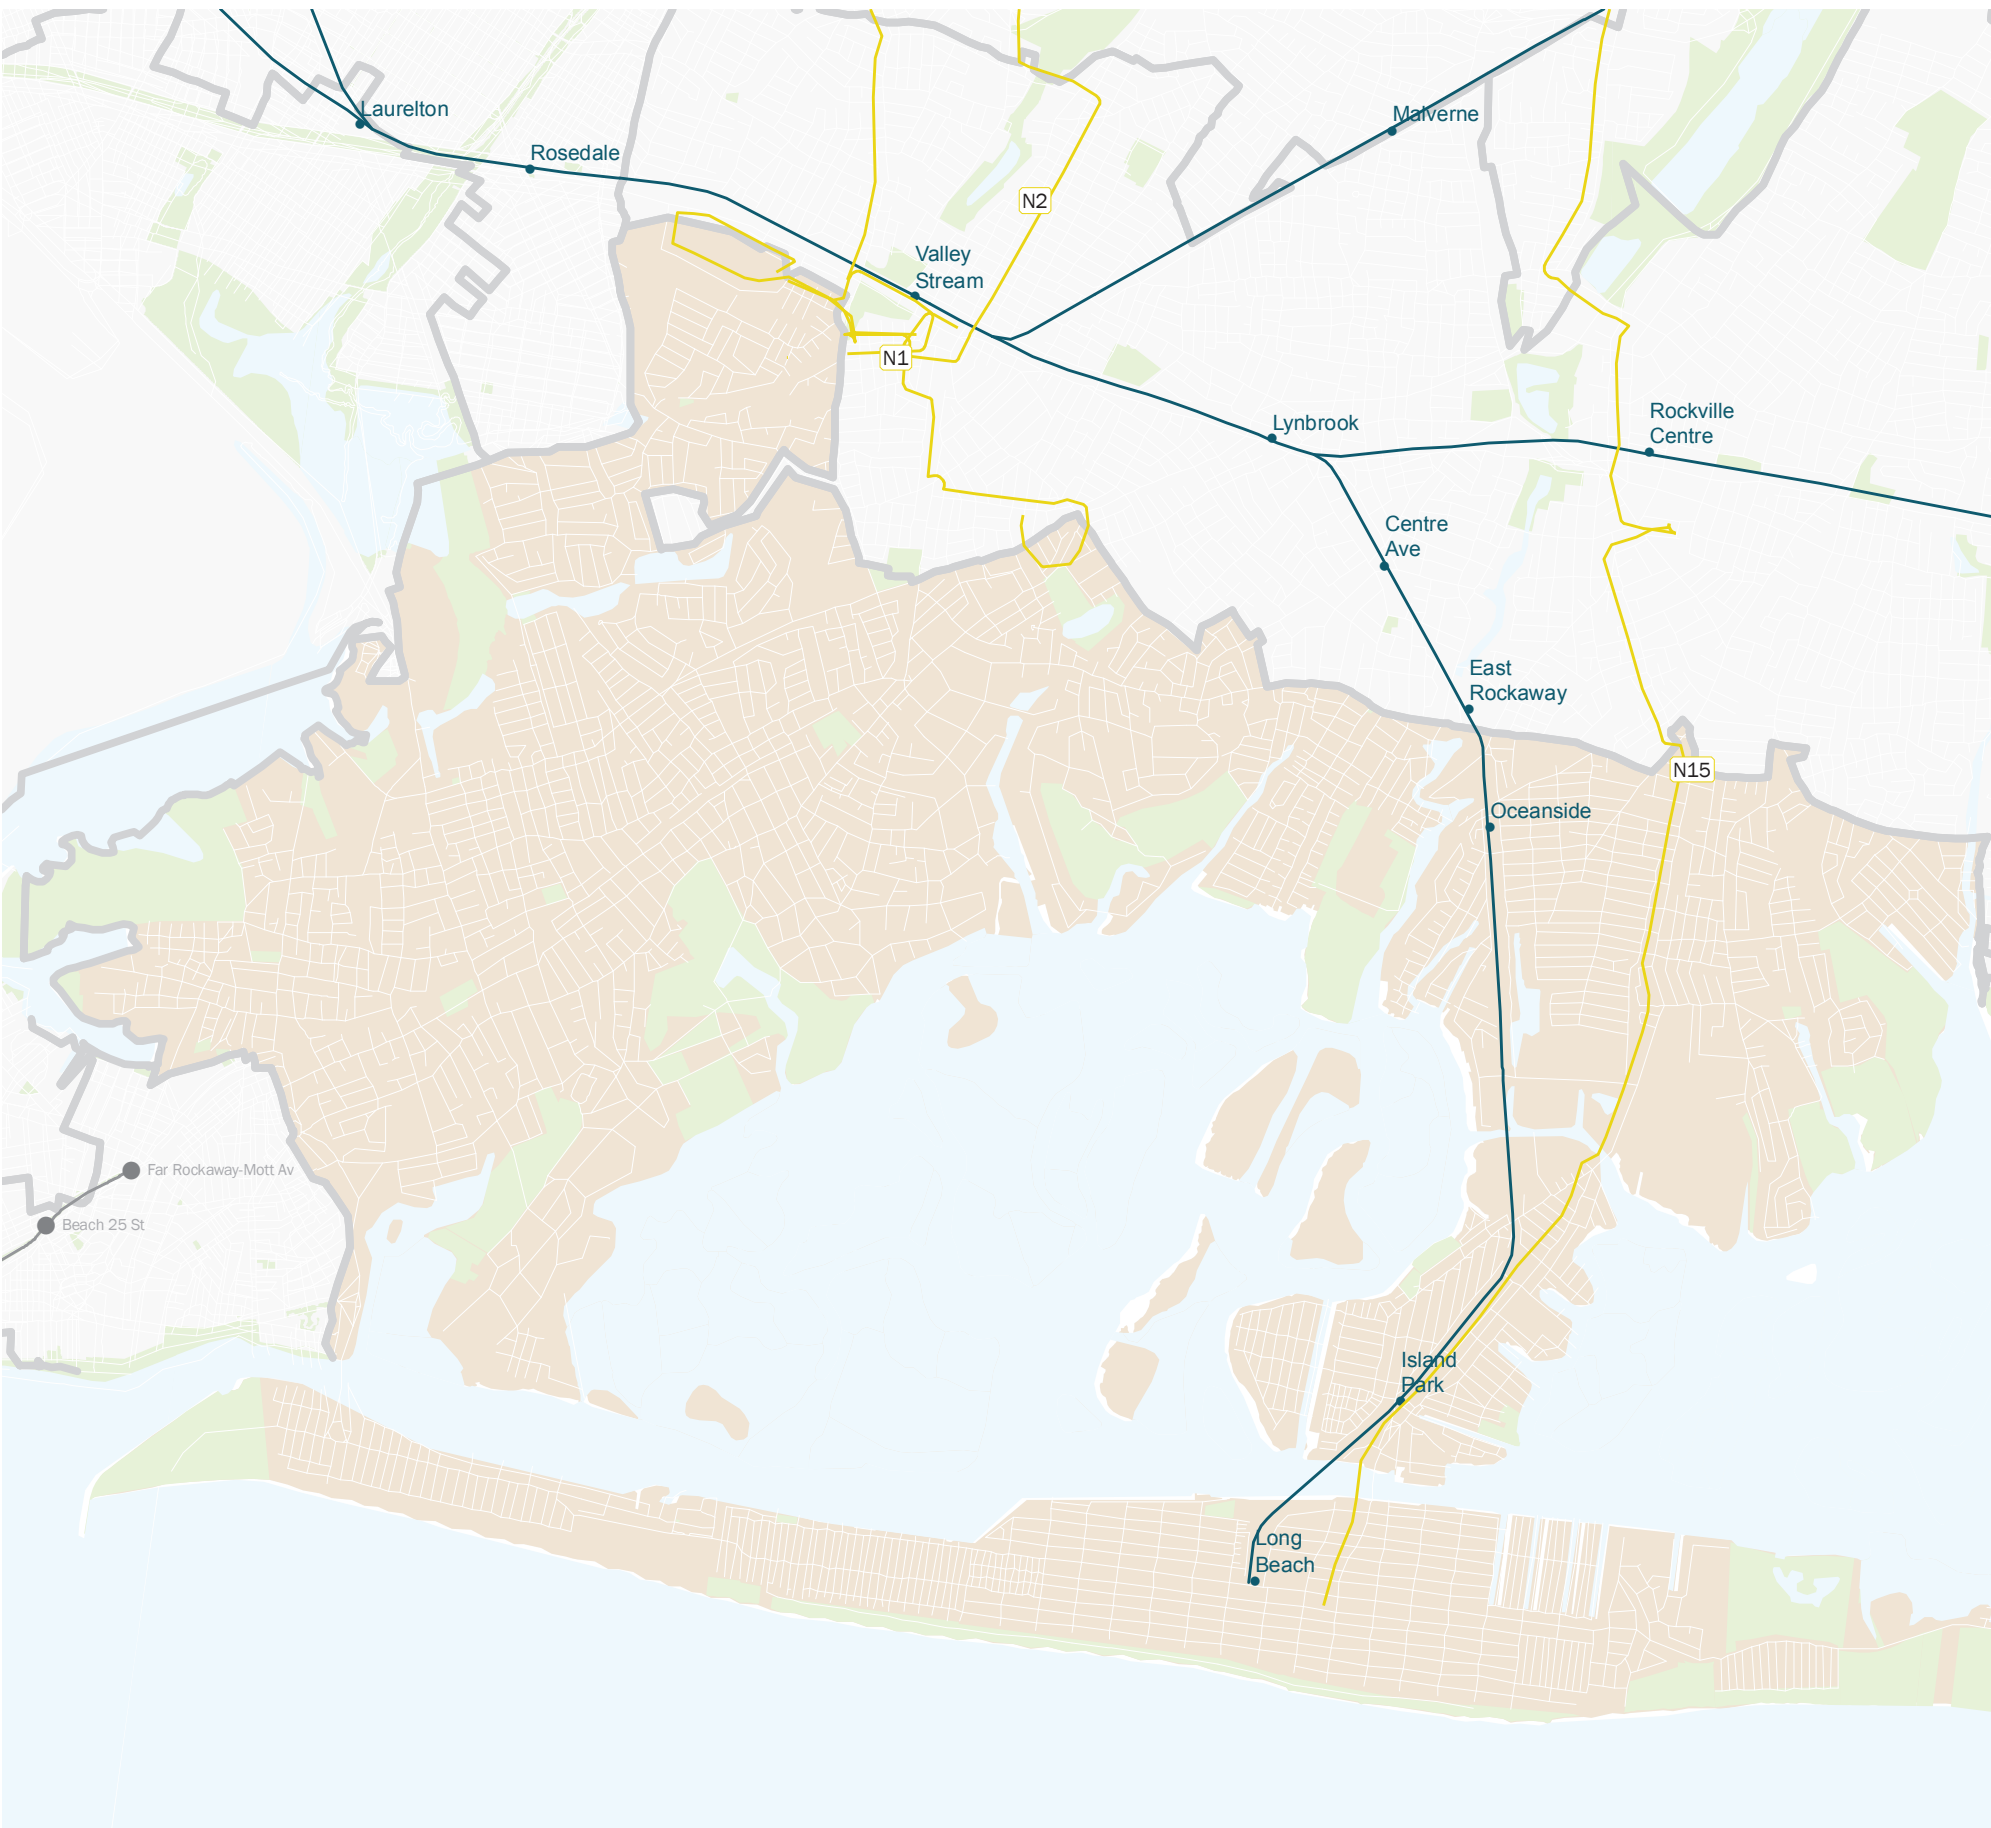 Laurelton
Malverne
Rosedale
N2
Valley
Stream
N1
Rockville
Centre
Lynbrook
Centre
Ave
East
Rockaway
N15
Oceanside
Far Rockaway-Mott Av
Beach 25 St
Island
Park
Long
Beach